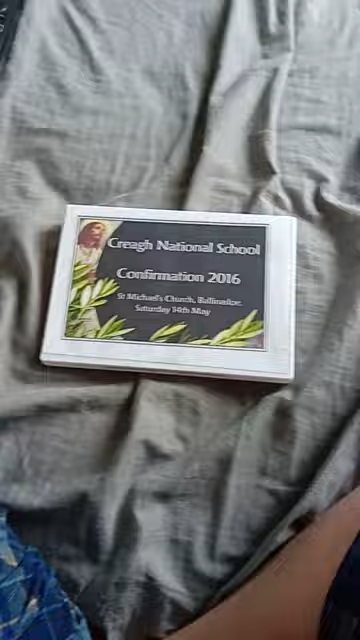 Creagh National School
Confirmation 2016
St Michael's Church, Ballinasloe,
Saturday 14th May